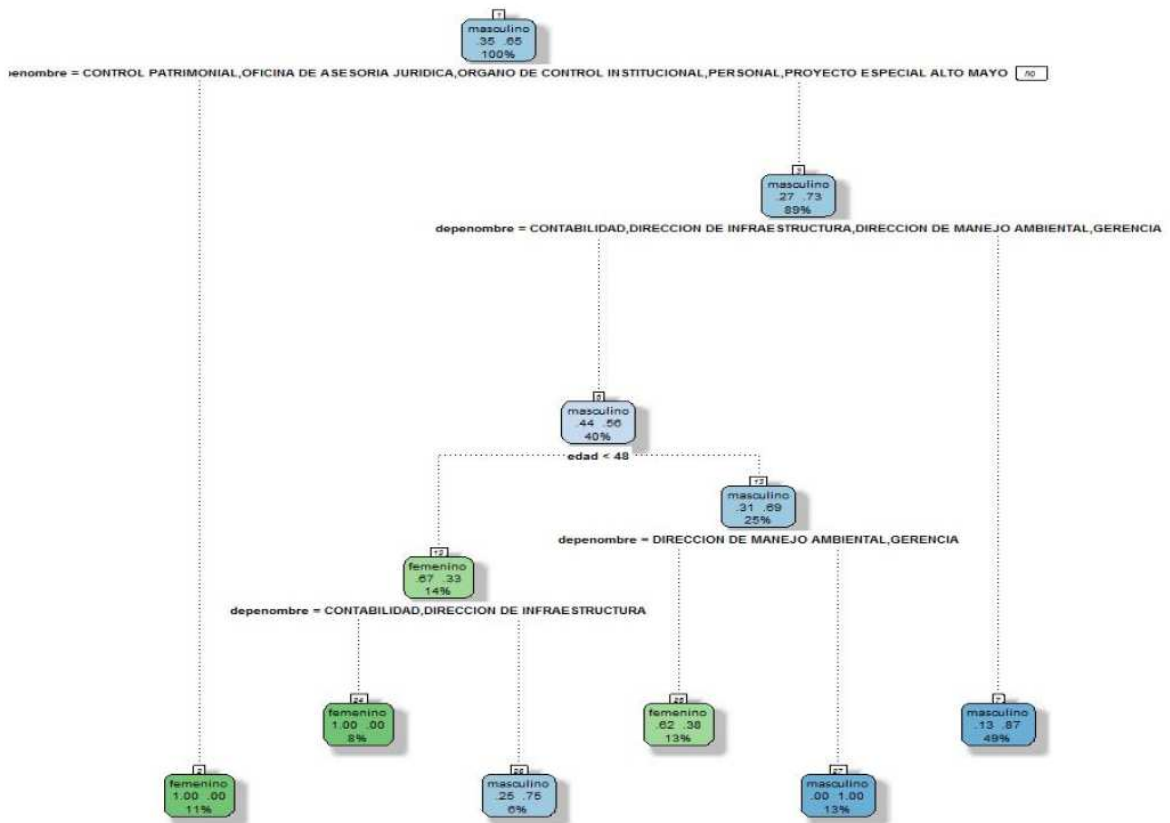 1
masculino
.35 .65
100%
penombre = CONTROL PATRIMONIAL,OFICINA DE ASESORIA JURIDICA,ORGANO DE CONTROL INSTITUCIONAL,PERSONAL,PROYECTO ESPECIAL ALTO MAYO no
3
masculino
.27 .73
89%
depenombre = CONTABILIDAD,DIRECCION DE INFRAESTRUCTURA,DIRECCION DE MANEJO AMBIENTAL,GERENCIA
6
masculino
.44 .56
40%
edad < 48
13
masculino
.31 .69
25%
depenombre = DIRECCION DE MANEJO AMBIENTAL,GERENCIA
12
femenino
.67 .33
14%
depenombre = CONTABILIDAD,DIRECCION DE INFRAESTRUCTURA
24
femenino
1.00 .00
8%
26
femenino
.62 .38
13%
7
masculino
.13 .87
49%
2
femenino
1.00 .00
11%
25
masculino
.25 .75
6%
27
masculino
.00 1.00
13%